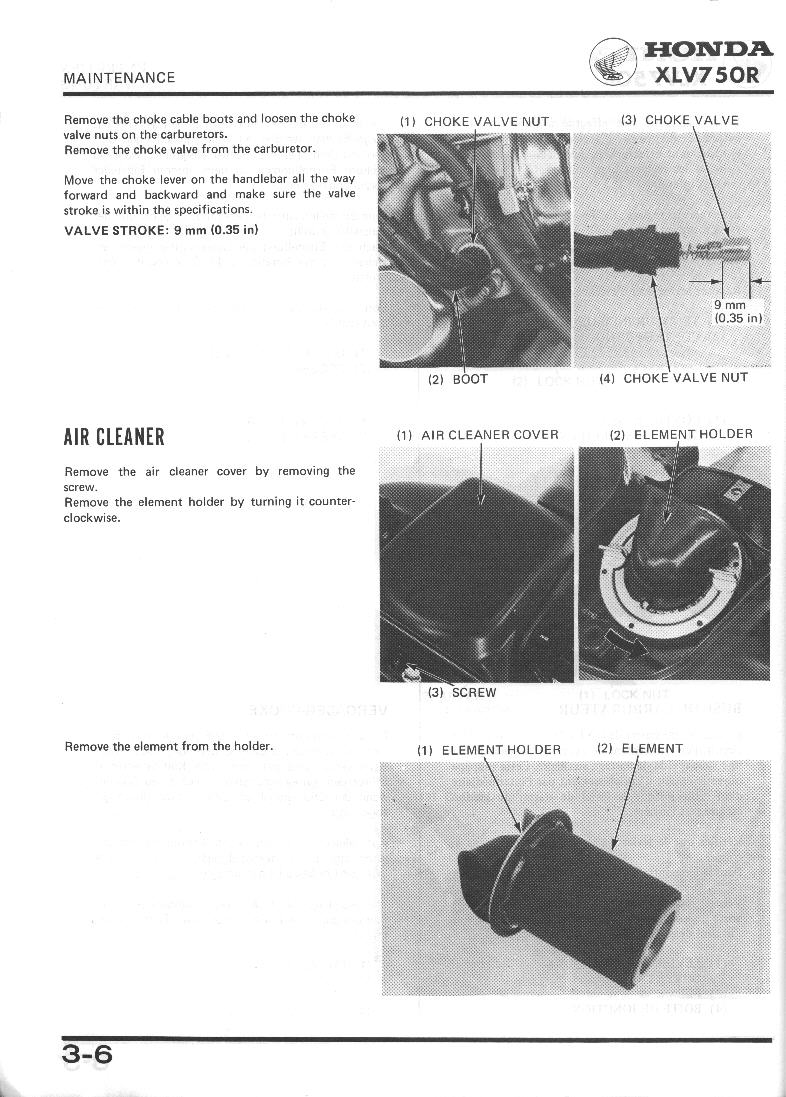 MAINTENANCE
HONDA
XLV750R
Remove the choke cable boots and loosen the choke
valve nuts on the carburetors.
Remove the choke valve from the carburetor.
Move the choke lever on the handlebar all the way
forward and backward and make sure the valve
stroke is within the specifications.
VALVE STROKE: 9 mm (0.35 in)
(1) CHOKE VALVE NUT
(3) CHOKE VALVE
9 mm
(0.35 in)
(2) BOOT
(4) CHOKE VALVE NUT
AIR CLEANER
Remove the air cleaner cover by removing the
screw.
Remove the element holder by turning it counter-
clockwise.
(1) AIR CLEANER COVER
(2) ELEMENT HOLDER
(3) SCREW
Remove the element from the holder.
(1) ELEMENT HOLDER
(2) ELEMENT
3-6